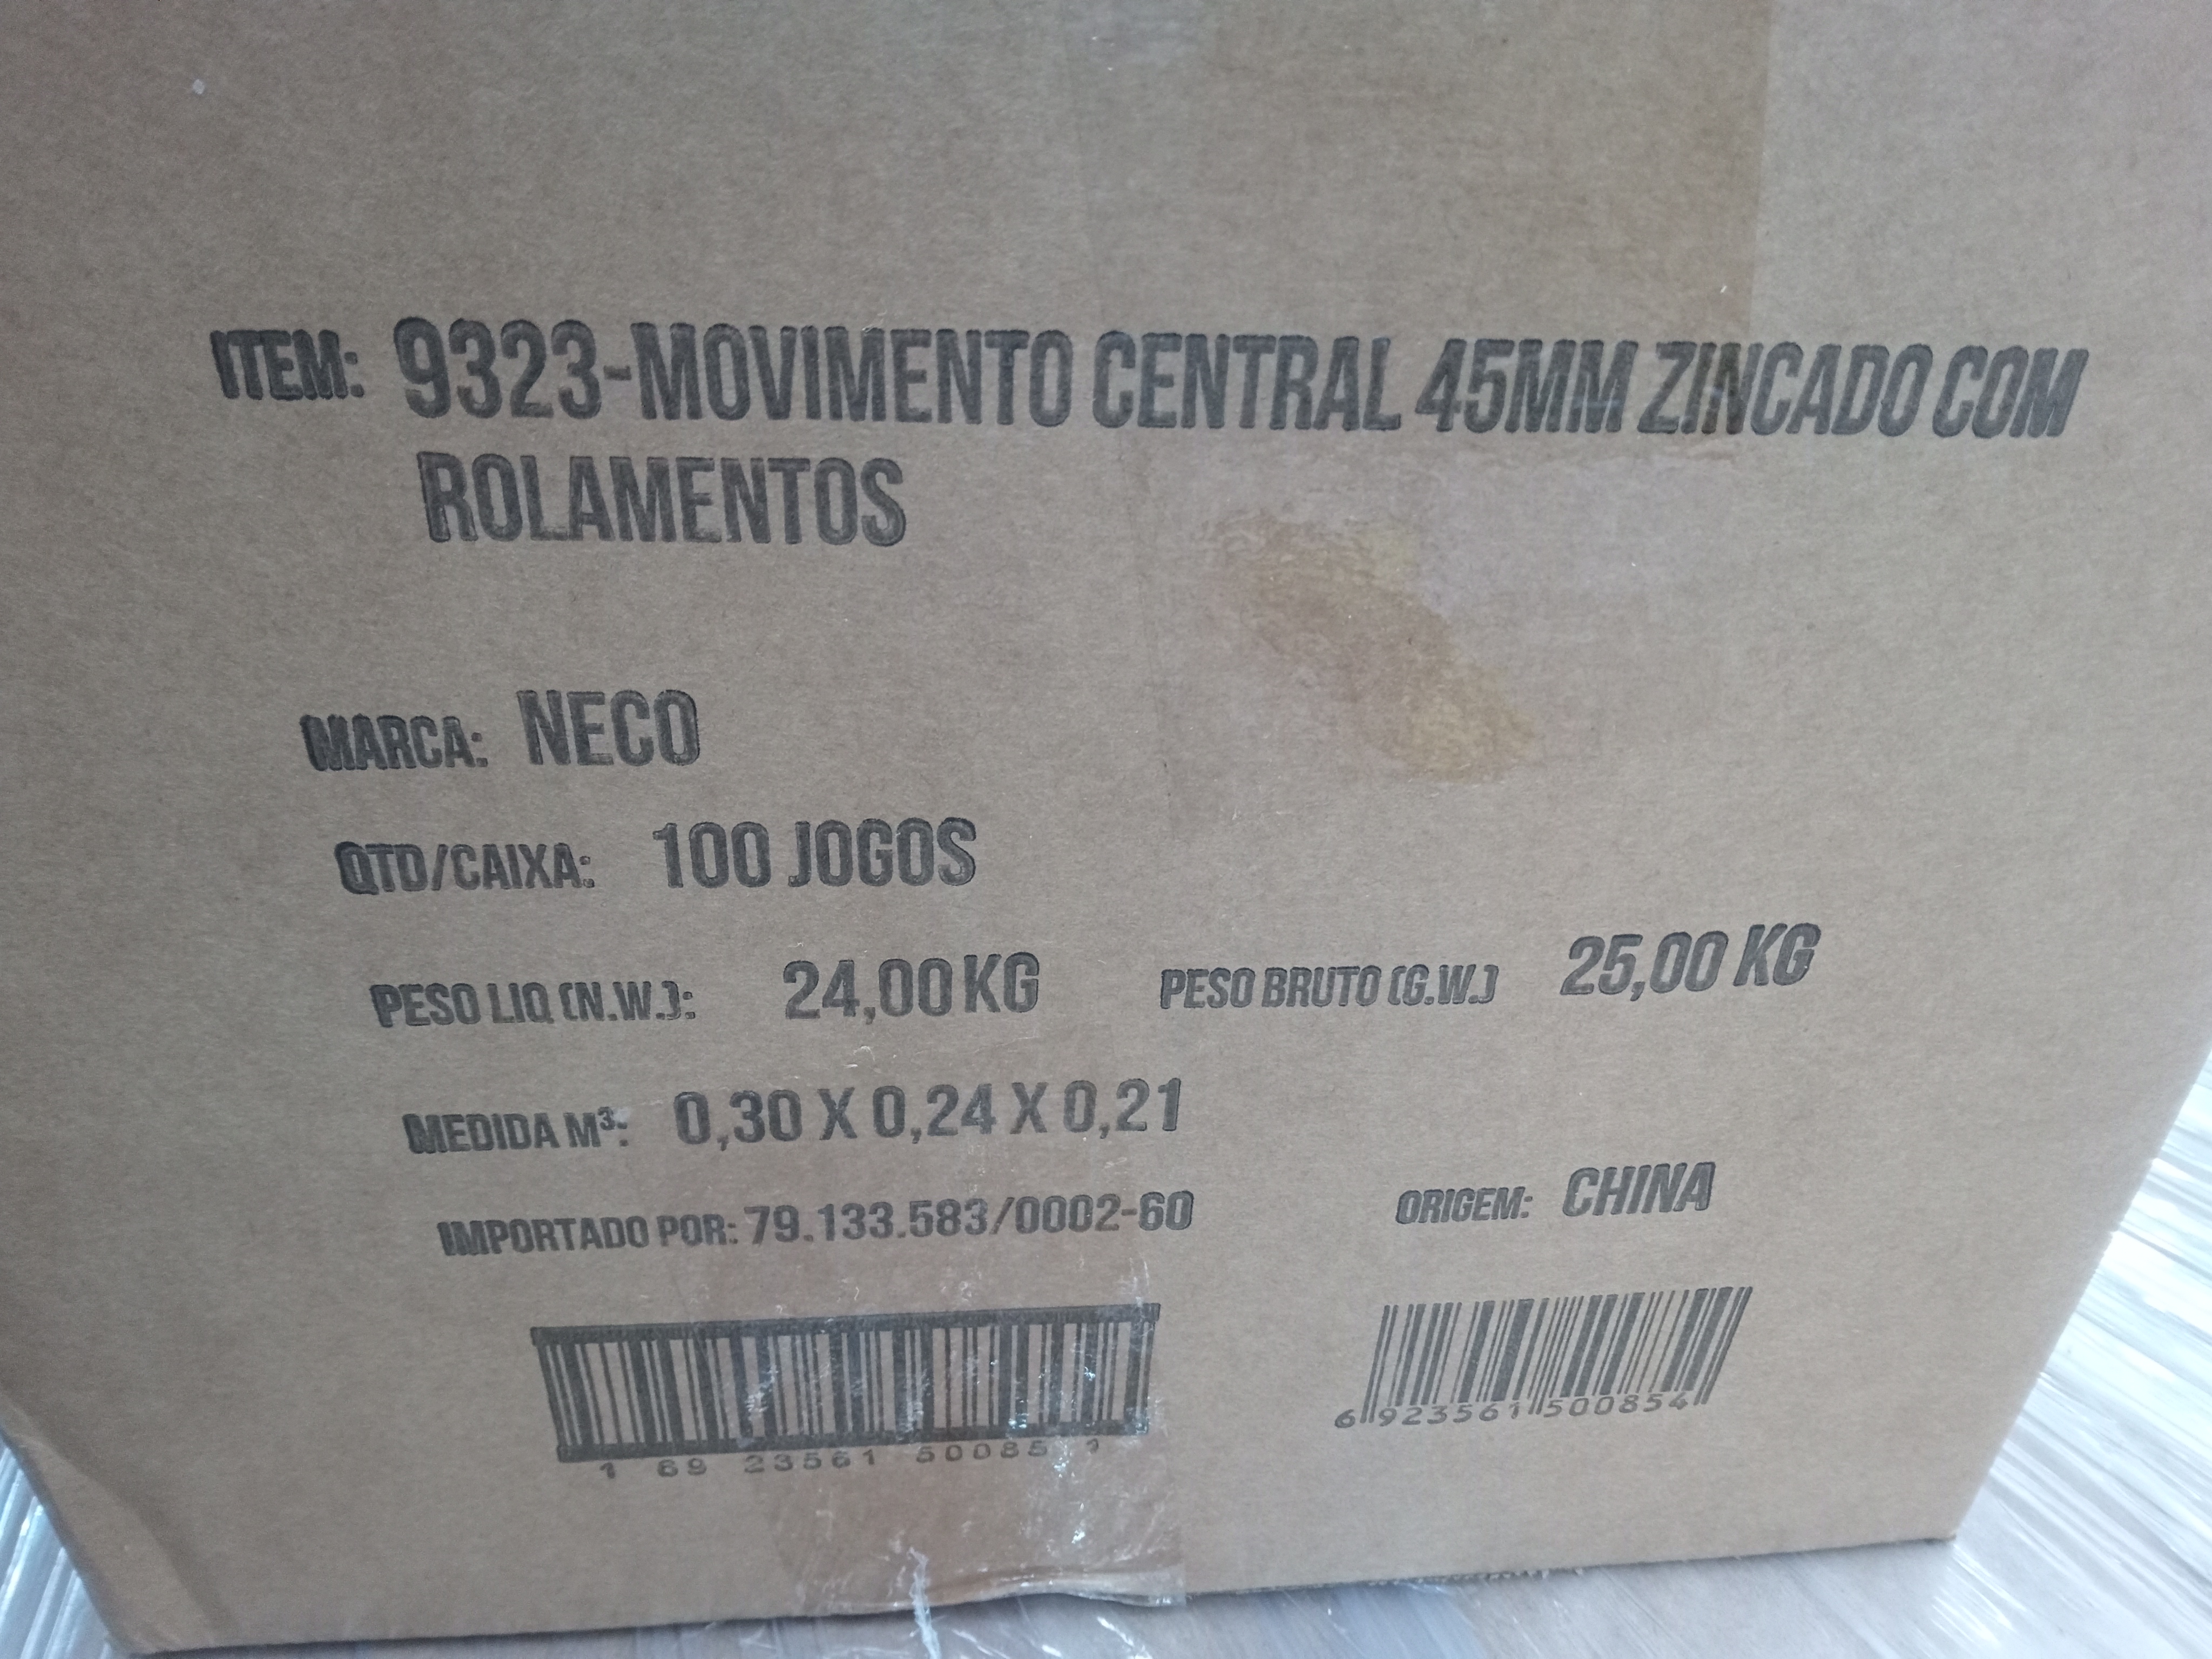 ITEM: 9323-MOVIMENTO CENTRAL 45MM ZINCADO COM
ROLAMENTOS
MARCA: NECO
QTD/CAIXA: 100 JOGOS
PESO LIQ (N.W.): 24,00 KG PESO BRUTO (G.W.) 25,00 KG
MEDIDA M³: 0,30 X 0,24 X 0,21
IMPORTADO POR: 79.133.583/0002-60 ORIGEM: CHINA
1 69 23561 50085 1
6 923561 500854